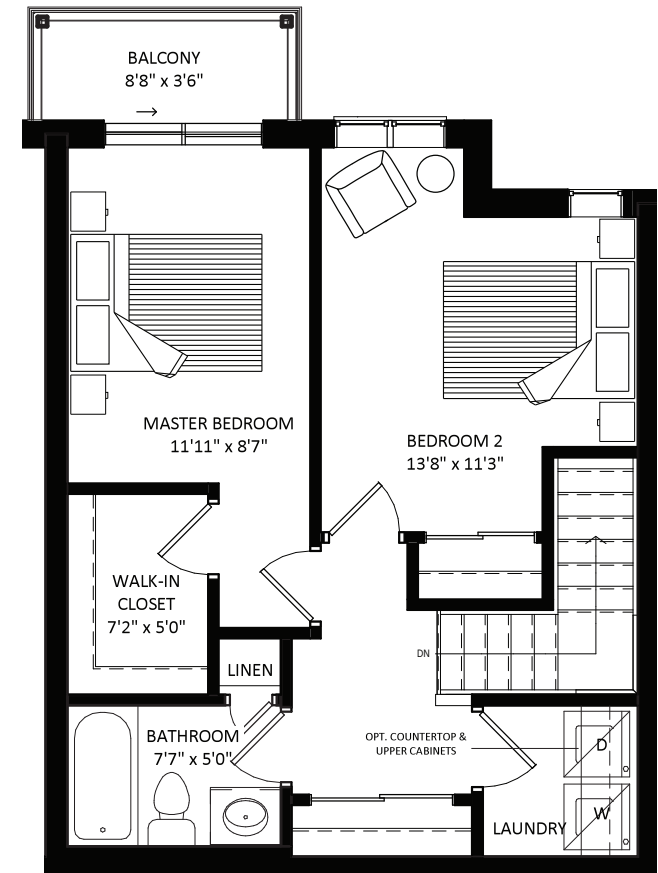 BALCONY
8'8" x 3'6"
MASTER BEDROOM
11'11" x 8'7"
BEDROOM 2
13'8" x 11'3"
WALK-IN
CLOSET
7'2" x 5'0"
DN
LINEN
BATHROOM
7'7" x 5'0"
OPT. COUNTERTOP &
UPPER CABINETS
D
W
LAUNDRY